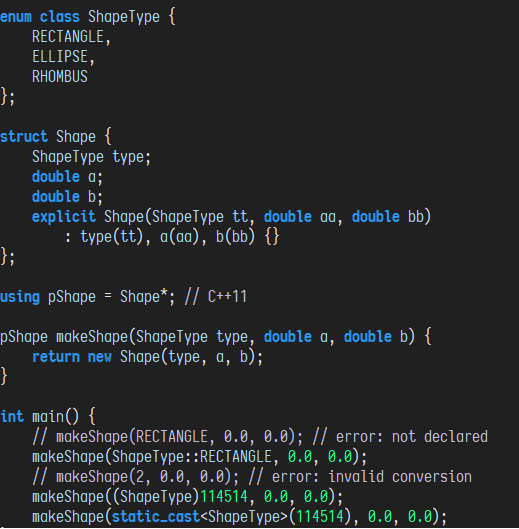 enum class ShapeType {
    RECTANGLE,
    ELLIPSE,
    RHOMBUS
};

struct Shape {
    ShapeType type;
    double a;
    double b;
    explicit Shape(ShapeType tt, double aa, double bb)
        : type(tt), a(aa), b(bb) {}
};

using pShape = Shape*; // C++11

pShape makeShape(ShapeType type, double a, double b) {
    return new Shape(type, a, b);
}

int main() {
    // makeShape(RECTANGLE, 0.0, 0.0); // error: not declared
    makeShape(ShapeType::RECTANGLE, 0.0, 0.0);
    // makeShape(2, 0.0, 0.0); // error: invalid conversion
    makeShape((ShapeType)114514, 0.0, 0.0);
    makeShape(static_cast<ShapeType>(114514), 0.0, 0.0);